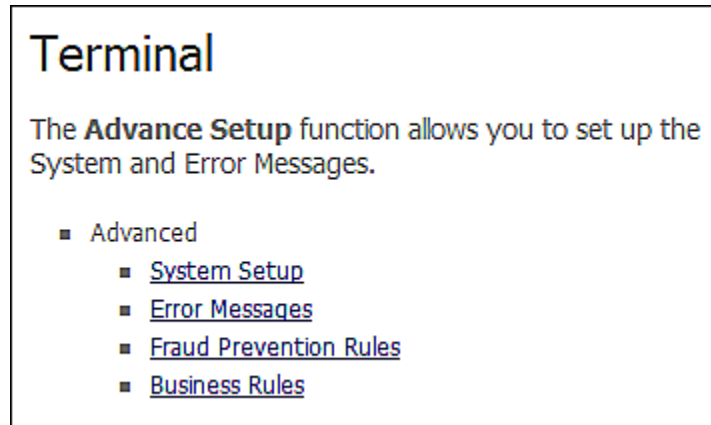 Terminal
The Advance Setup function allows you to set up the
System and Error Messages.
Advanced
System Setup
Error Messages
Fraud Prevention Rules
Business Rules